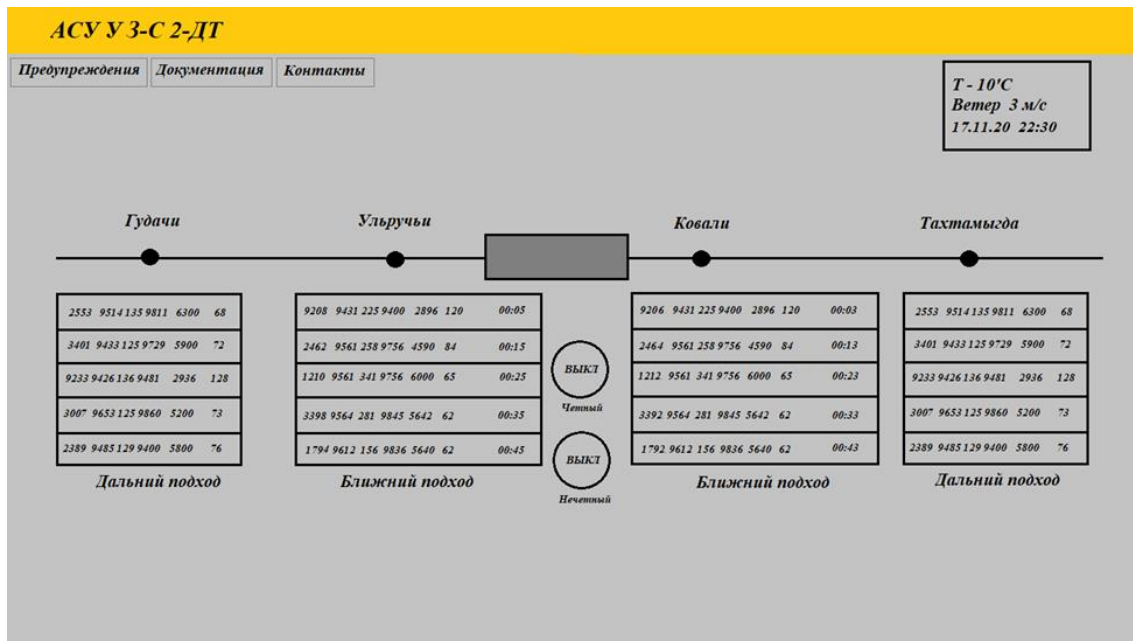 АСУ У З-С 2-ДТ
Предупреждения Документация Контакты
Т - 10'С
Ветер 3 м/с
17.11.20 22:30
Гудачи Ульручьи Ковали Тахтамыгда
2553 9514 135 9811 6300 68
3401 9433 125 9729 5900 72
9233 9426 136 9481 2936 128
3007 9653 125 9860 5200 73
2389 9485 129 9400 5800 76
Дальний подход
9208 9431 225 9400 2896 120 00:05
2462 9561 258 9756 4590 84 00:15
1210 9561 341 9756 6000 65 00:25
3398 9564 281 9845 5642 62 00:35
1794 9612 156 9836 5640 62 00:45
Ближний подход
ВЫКЛ
Четный
ВЫКЛ
Нечетный
9206 9431 225 9400 2896 120 00:03
2464 9561 258 9756 4590 84 00:13
1212 9561 341 9756 6000 65 00:23
3392 9564 281 9845 5642 62 00:33
1792 9612 156 9836 5640 62 00:43
Ближний подход
2553 9514 135 9811 6300 68
3401 9433 125 9729 5900 72
9233 9426 136 9481 2936 128
3007 9653 125 9860 5200 73
2389 9485 129 9400 5800 76
Дальний подход